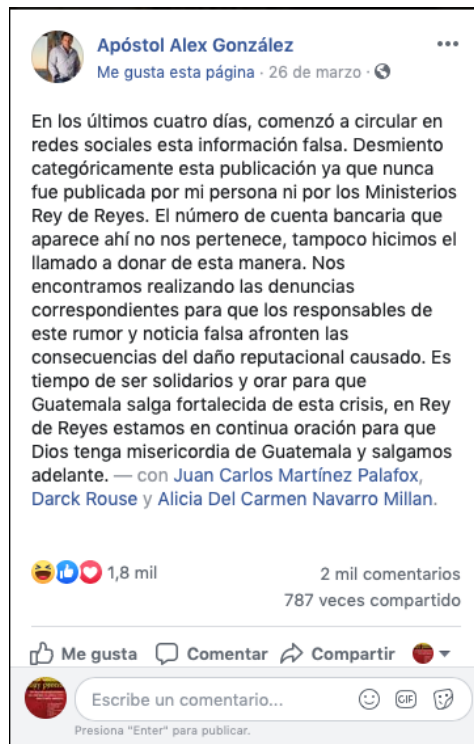 Apóstol Alex González
Me gusta esta página · 26 de marzo ·
En los últimos cuatro días, comenzó a circular en
redes sociales esta información falsa. Desmiento
categóricamente esta publicación ya que nunca
fue publicada por mi persona ni por los Ministerios
Rey de Reyes. El número de cuenta bancaria que
aparece ahí no nos pertenece, tampoco hicimos el
llamado a donar de esta manera. Nos
encontramos realizando las denuncias
correspondientes para que los responsables de
este rumor y noticia falsa afronten las
consecuencias del daño reputacional causado. Es
tiempo de ser solidarios y orar para que
Guatemala salga fortalecida de esta crisis, en Rey
de Reyes estamos en continua oración para que
Dios tenga misericordia de Guatemala y salgamos
adelante. — con Juan Carlos Martínez Palafox,
Darck Rouse y Alicia Del Carmen Navarro Millan.
1,8 mil
2 mil comentarios
787 veces compartido
Me gusta Comentar Compartir
Escribe un comentario... GIF
Presiona "Enter" para publicar.